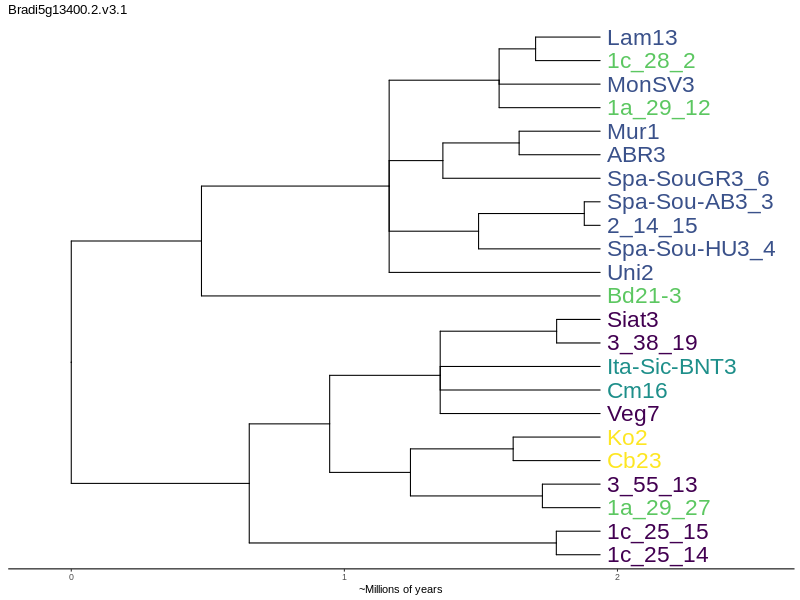 Bradi5g13400.2.v3.1
Lam13
1c_28_2
MonSV3
1a_29_12
Mur1
ABR3
Spa-SouGR3_6
Spa-Sou-AB3_3
2_14_15
Spa-Sou-HU3_4
Uni2
Bd21-3
Siat3
3_38_19
Ita-Sic-BNT3
Cm16
Veg7
Ko2
Cb23
3_55_13
1a_29_27
1c_25_15
1c_25_14
0 1 2
~Millions of years